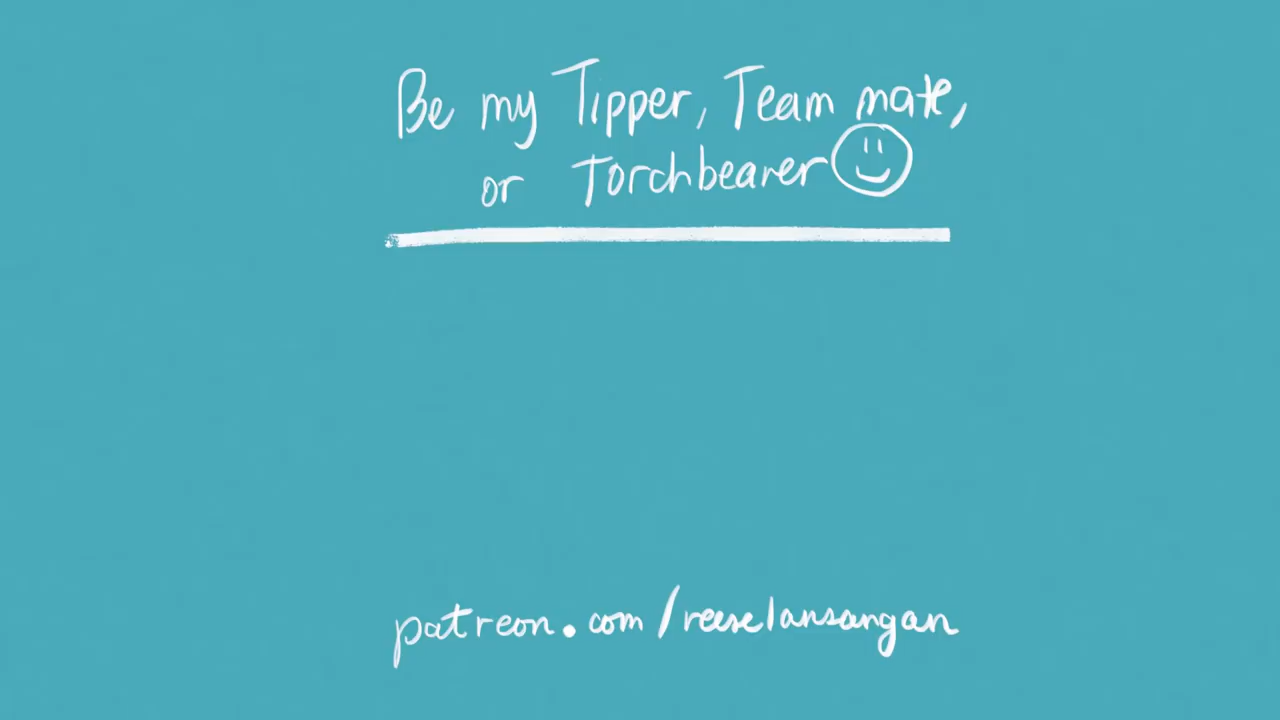 Be my Tipper, Team mate,
or Torchbearer
patreon.com/reeselansangan